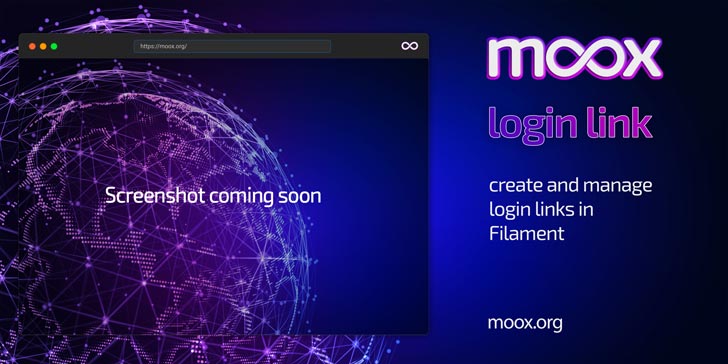 https://moox.org/
Screenshot coming soon
moox
login link
create and manage
login links in
Filament
moox.org